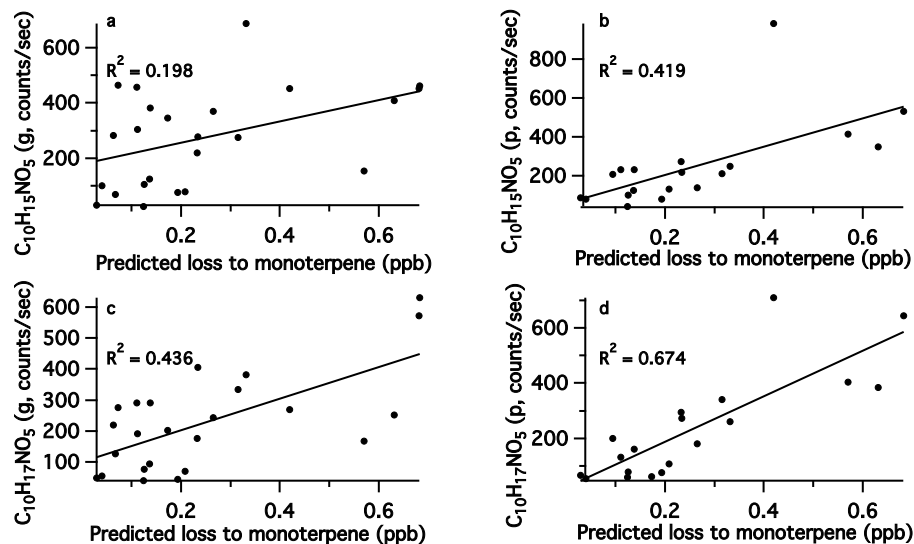 a
R² = 0.198
C₁₀H₁₅NO₅ (g, counts/sec)
600
400
200
0.2
0.4
0.6
Predicted loss to monoterpene (ppb)
b
R² = 0.419
C₁₀H₁₅NO₅ (p, counts/sec)
800
600
400
200
0.2
0.4
0.6
Predicted loss to monoterpene (ppb)
c
R² = 0.436
C₁₀H₁₇NO₅ (g, counts/sec)
600
500
400
300
200
100
0.2
0.4
0.6
Predicted loss to monoterpene (ppb)
d
R² = 0.674
C₁₀H₁₇NO₅ (p, counts/sec)
600
400
200
0.2
0.4
0.6
Predicted loss to monoterpene (ppb)